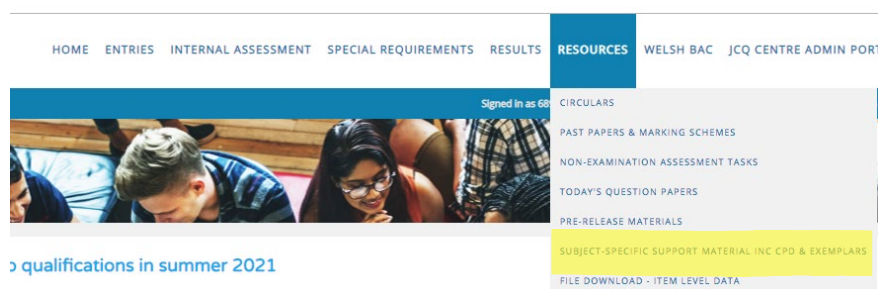 HOME ENTRIES INTERNAL ASSESSMENT SPECIAL REQUIREMENTS RESULTS RESOURCES WELSH BAC JCQ CENTRE ADMIN
Signed in as
CIRCULARS
PAST PAPERS & MARKING SCHEMES
NON-EXAMINATION ASSESSMENT TASKS
TODAY'S QUESTION PAPERS
PRE-RELEASE MATERIALS
SUBJECT-SPECIFIC SUPPORT MATERIAL INC CPD & EXEMPLARS
qualifications in summer 2021
FILE DOWNLOAD - ITEM LEVEL DATA